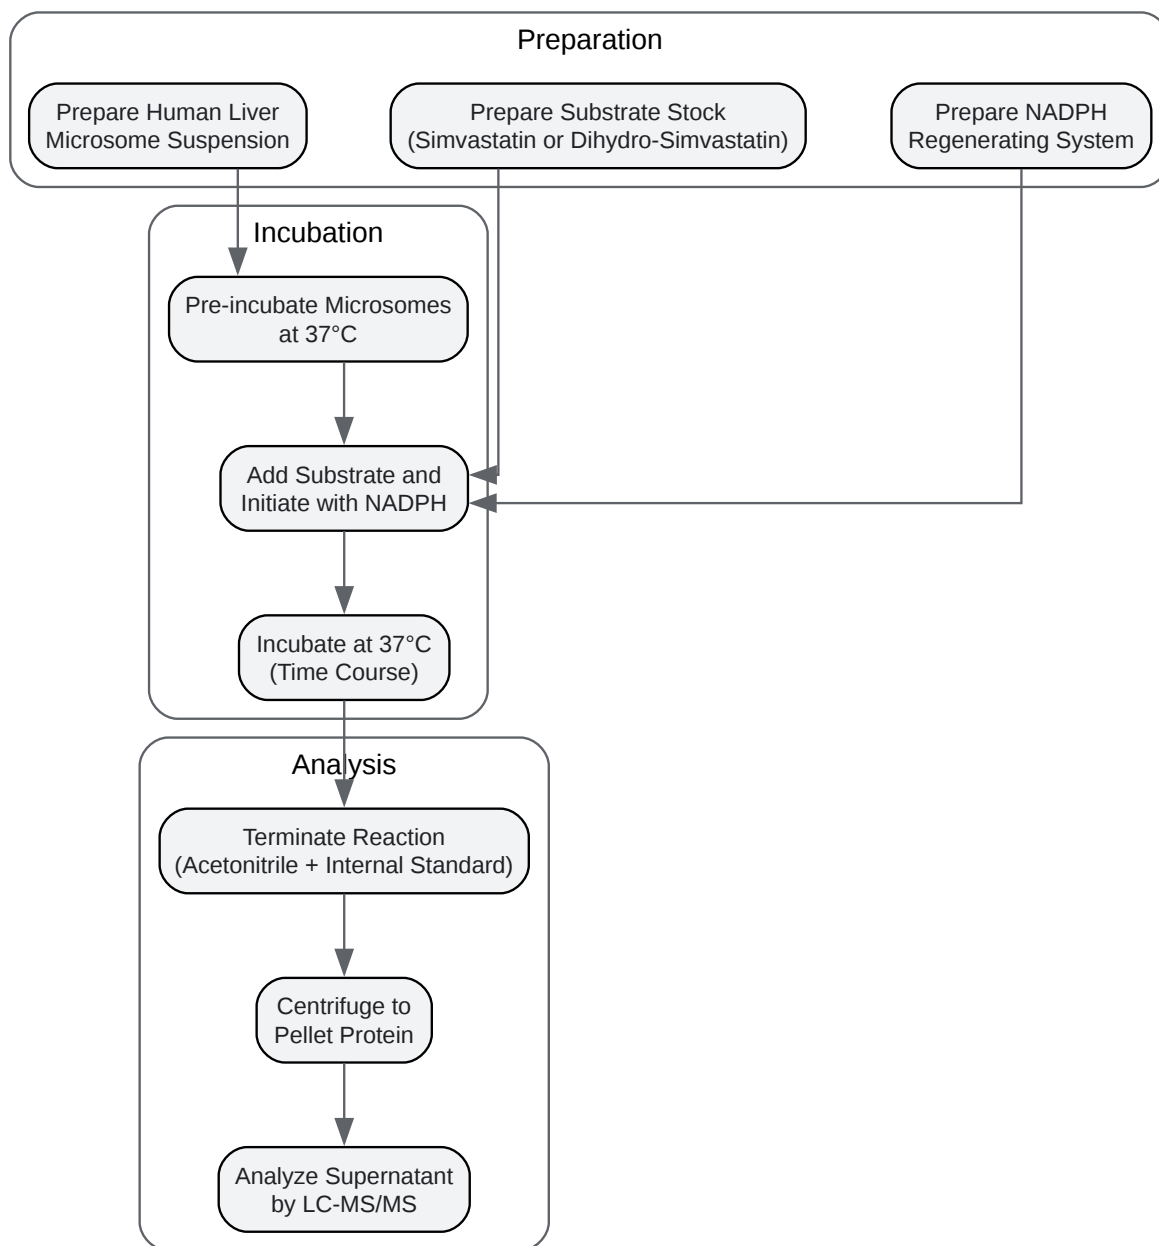 Preparation
Prepare Human Liver
Microsome Suspension
Prepare Substrate Stock
(Simvastatin or Dihydro-Simvastatin)
Prepare NADPH
Regenerating System
Incubation
Pre-incubate Microsomes
at 37°C
Add Substrate and
Initiate with NADPH
Incubate at 37°C
(Time Course)
Analysis
Terminate Reaction
(Acetonitrile + Internal Standard)
Centrifuge to
Pellet Protein
Analyze Supernatant
by LC-MS/MS